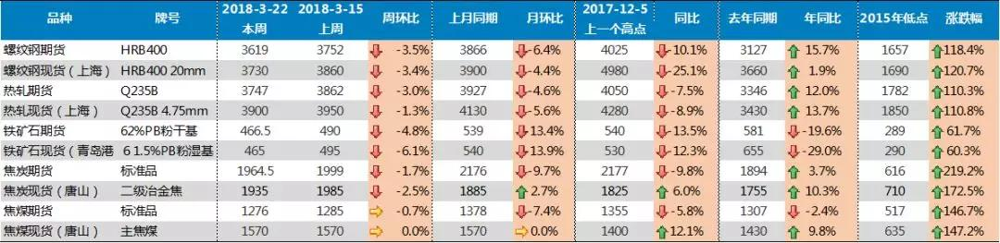 品种 牌号 2018-3-22 本周 2018-3-15 上周 周环比 上月同期 月环比 2017-12-5 上一个高点 同比 去年同期 年同比 2015年低点 涨跌幅
螺纹钢期货 HRB400 3619 3752 -3.5% 3866 -6.4% 4025 -10.1% 3127 15.7% 1657 118.4%
螺纹钢现货（上海） HRB400 20mm 3730 3860 -3.4% 3900 -4.4% 4980 -25.1% 3660 1.9% 1690 120.7%
热轧期货 Q235B 3747 3862 -3.0% 3927 -4.6% 4050 -7.5% 3346 12.0% 1782 110.3%
热轧现货（上海） Q235B 4.75mm 3900 3950 -1.3% 4130 -5.6% 4280 -8.9% 3430 13.7% 1850 110.8%
铁矿石期货 62%PB粉干基 466.5 490 -4.8% 539 -13.4% 540 -13.5% 581 -19.6% 289 61.7%
铁矿石现货（青岛港 61.5%PB粉湿基 465 495 -6.1% 540 -13.9% 530 -12.3% 655 -29.0% 290 60.3%
焦炭期货 标准品 1964.5 1999 -1.7% 2176 -9.7% 2177 -9.8% 1894 3.7% 616 219.2%
焦炭现货（唐山） 二级冶金焦 1935 1985 -2.5% 1885 2.7% 1825 6.0% 1755 10.3% 710 172.5%
焦煤期货 标准品 1276 1285 -0.7% 1378 -7.4% 1355 -5.8% 1307 -2.4% 517 146.7%
焦煤现货（唐山） 主焦煤 1570 1570 0.0% 1570 0.0% 1400 12.1% 1430 9.8% 635 147.2%